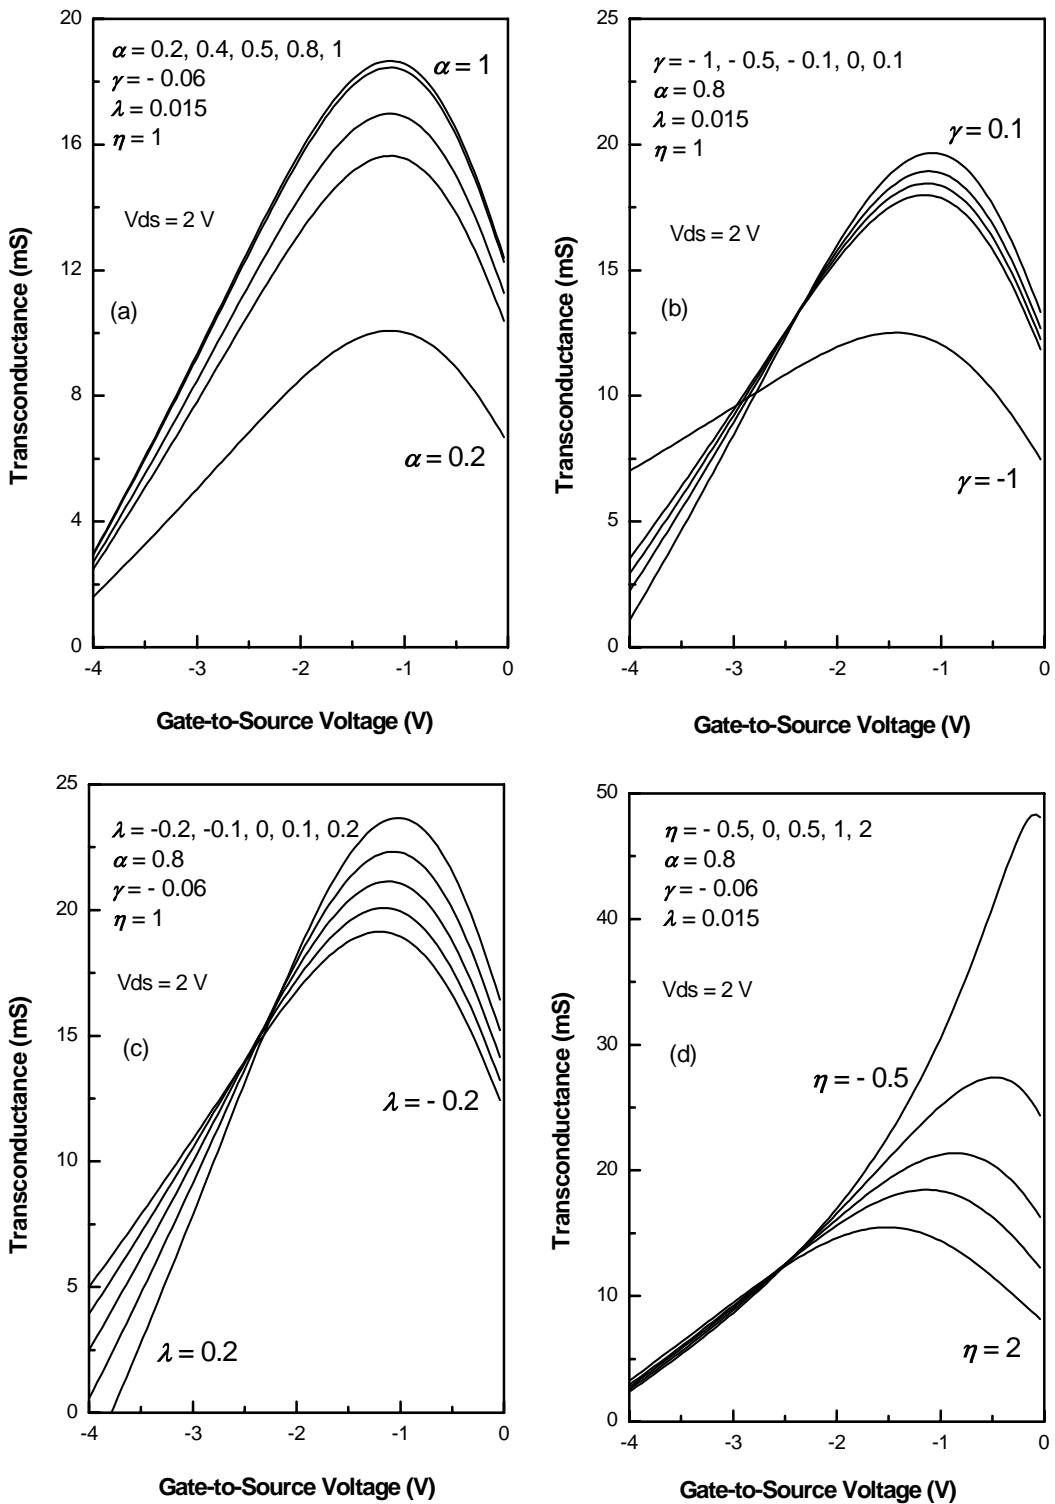 20
16
12
8
4
0
-4 -3 -2 -1 0
Transconductance (mS)
Gate-to-Source Voltage (V)
α = 0.2, 0.4, 0.5, 0.8, 1
γ = - 0.06
λ = 0.015
η = 1
Vds = 2 V
(a)
α = 1
α = 0.2
25
20
15
10
5
0
-4 -3 -2 -1 0
Transconductance (mS)
Gate-to-Source Voltage (V)
γ = - 1, - 0.5, - 0.1, 0, 0.1
α = 0.8
λ = 0.015
η = 1
Vds = 2 V
(b)
γ = 0.1
γ = -1
25
20
15
10
5
0
-4 -3 -2 -1 0
Transconductance (mS)
Gate-to-Source Voltage (V)
λ = -0.2, -0.1, 0, 0.1, 0.2
α = 0.8
γ = - 0.06
η = 1
Vds = 2 V
(c)
λ = - 0.2
λ = 0.2
50
40
30
20
10
0
-4 -3 -2 -1 0
Transconductance (mS)
Gate-to-Source Voltage (V)
η = - 0.5, 0, 0.5, 1, 2
α = 0.8
γ = - 0.06
λ = 0.015
Vds = 2 V
(d)
η = - 0.5
η = 2